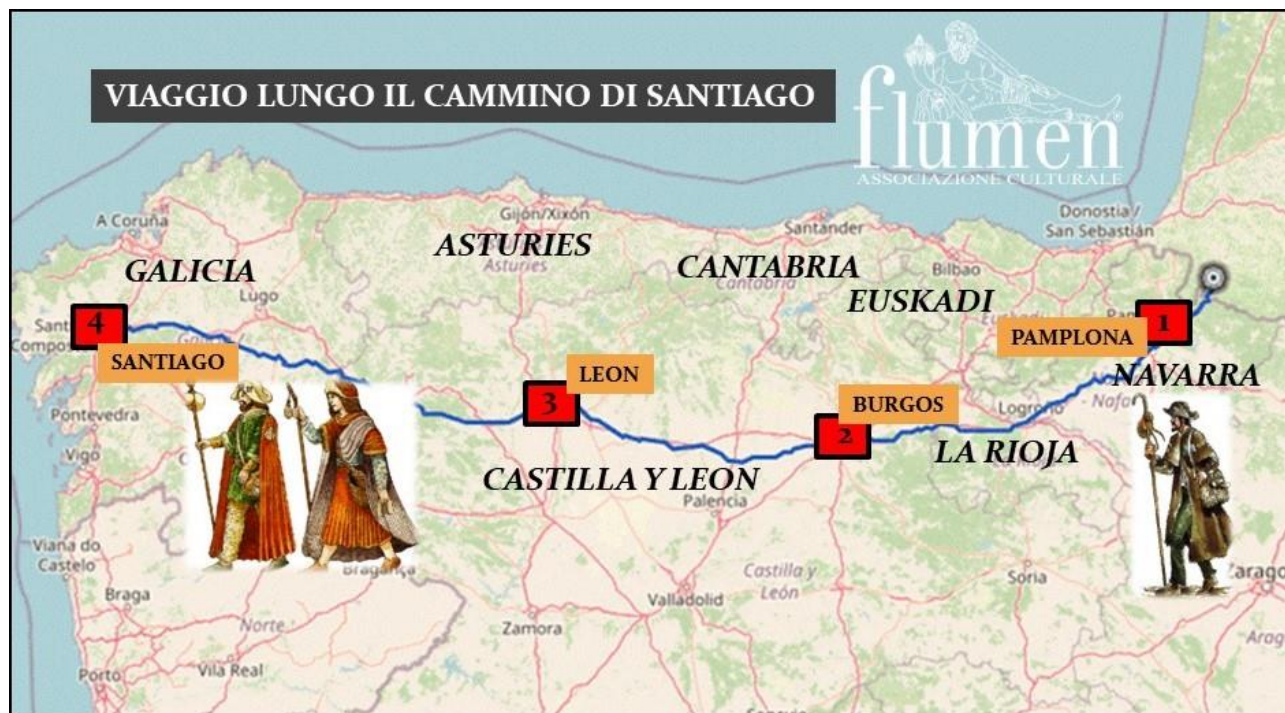 VIAGGIO LUNGO IL CAMMINO DI SANTIAGO
flumen
ASSOCIAZIONE CULTURALE
A Coruña
Gijón/Xixón
Santander
Donostia /
San Sebastián
ASTURIES
Asturies
CANTABRIA
Cantabria
Bilbao
GALICIA
Lugo
EUSKADI
Euskadi
4
SANTIAGO
PAMPLONA
1
NAVARRA
LEON
3
BURGOS
2
Logroño
LA RIOJA
Pontevedra
Vigo
CASTILLA Y LEON
Palencia
Viana do
Castelo
Bragança
Braga
Soria
Castilla y
León
Valladolid
Norte
Zamora
Vila Real
Porto